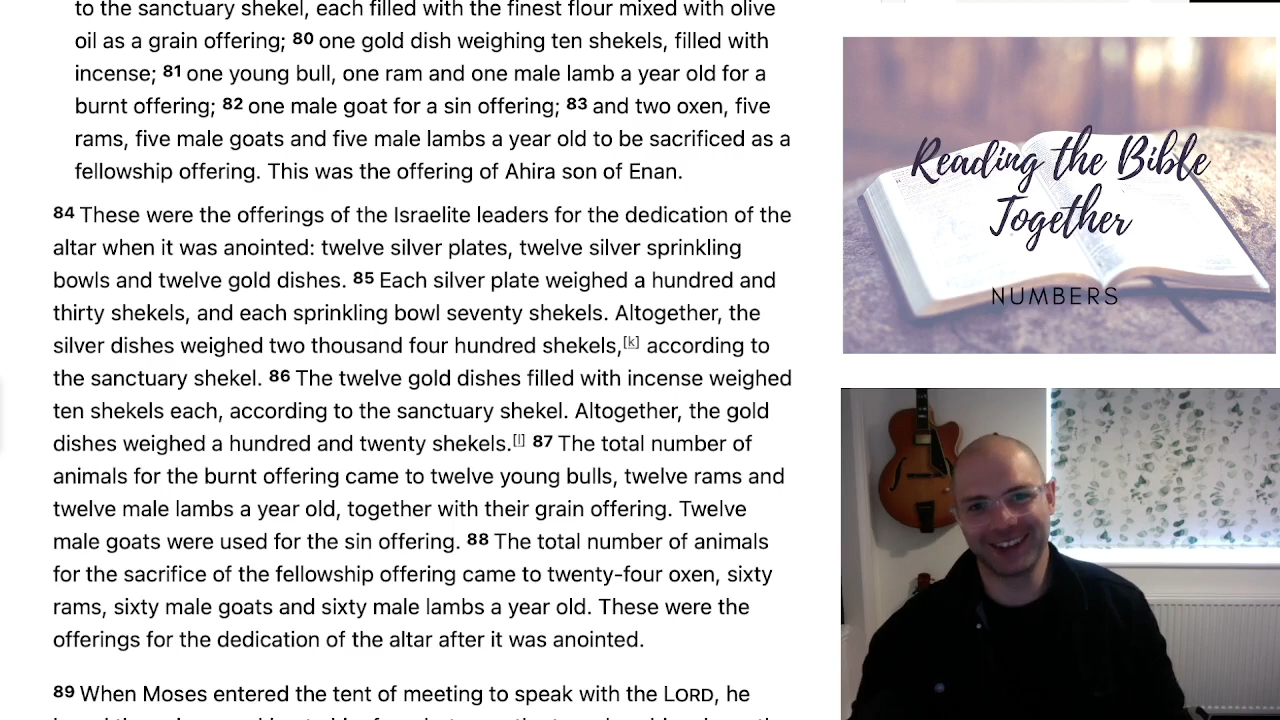 to the sanctuary shekel, each filled with the finest flour mixed with olive
oil as a grain offering; 80 one gold dish weighing ten shekels, filled with
incense; 81 one young bull, one ram and one male lamb a year old for a
burnt offering; 82 one male goat for a sin offering; 83 and two oxen, five
rams, five male goats and five male lambs a year old to be sacrificed as a
fellowship offering. This was the offering of Ahira son of Enan.
84 These were the offerings of the Israelite leaders for the dedication of the
altar when it was anointed: twelve silver plates, twelve silver sprinkling
bowls and twelve gold dishes. 85 Each silver plate weighed a hundred and
thirty shekels, and each sprinkling bowl seventy shekels. Altogether, the
silver dishes weighed two thousand four hundred shekels,[k] according to
the sanctuary shekel. 86 The twelve gold dishes filled with incense weighed
ten shekels each, according to the sanctuary shekel. Altogether, the gold
dishes weighed a hundred and twenty shekels.[l] 87 The total number of
animals for the burnt offering came to twelve young bulls, twelve rams and
twelve male lambs a year old, together with their grain offering. Twelve
male goats were used for the sin offering. 88 The total number of animals
for the sacrifice of the fellowship offering came to twenty-four oxen, sixty
rams, sixty male goats and sixty male lambs a year old. These were the
offerings for the dedication of the altar after it was anointed.
89 When Moses entered the tent of meeting to speak with the LORD, he
Reading the Bible
Together
NUMBERS